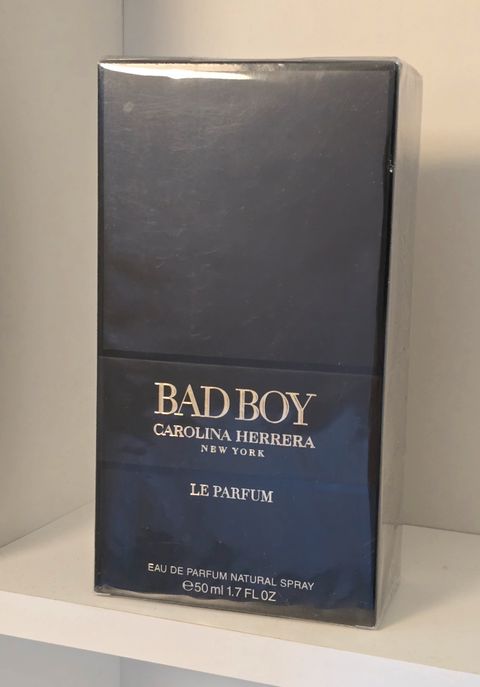 BAD BOY
CAROLINA HERRERA
NEW YORK
LE PARFUM
EAU DE PARFUM NATURAL SPRAY
℮50 ml 1.7 FL OZ